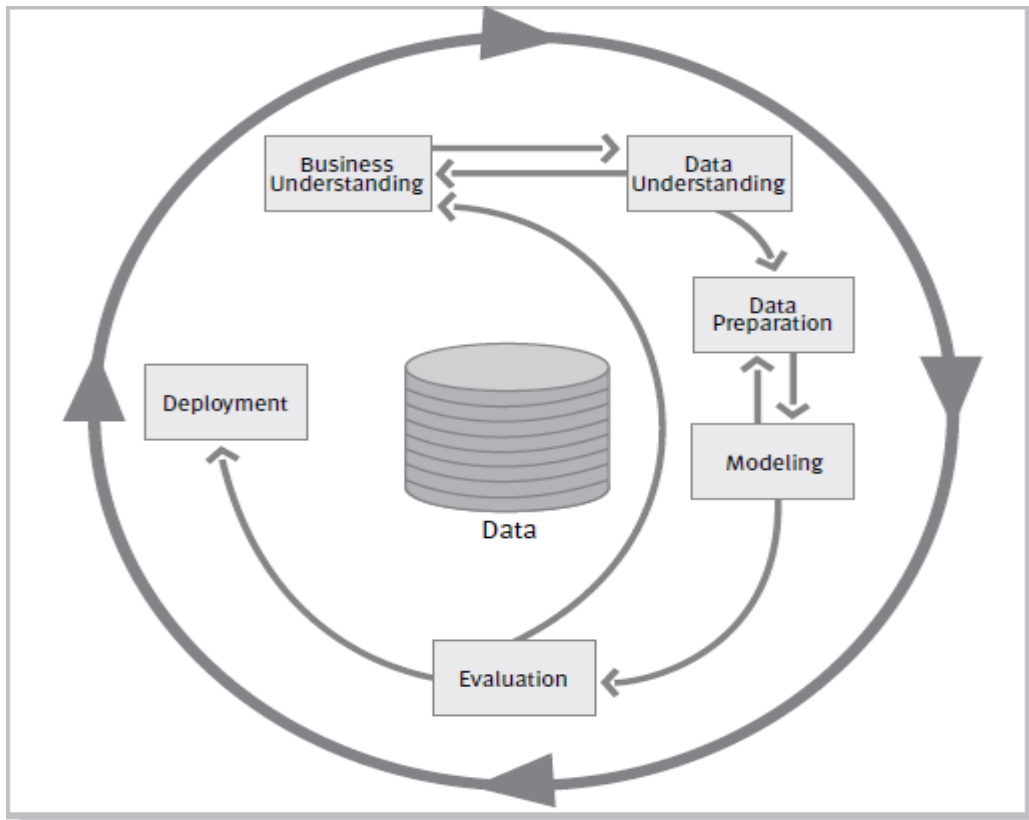 Business
Understanding
Data
Understanding
Data
Preparation
Deployment
Modeling
Data
Evaluation